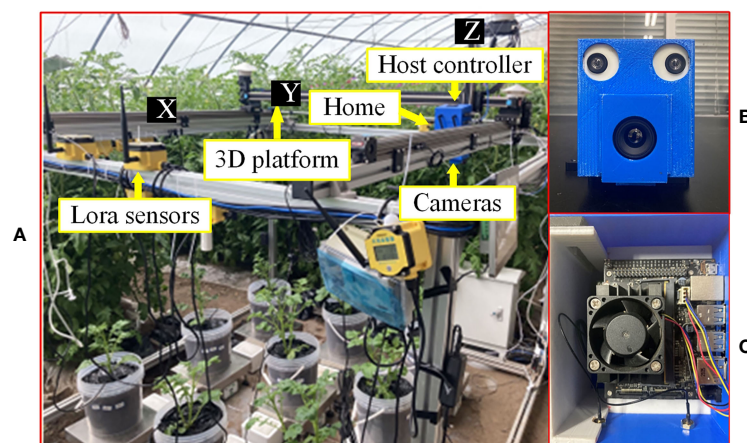 Z
Host controller
X
Y
Home
3D platform
Cameras
Lora sensors
A
B
C